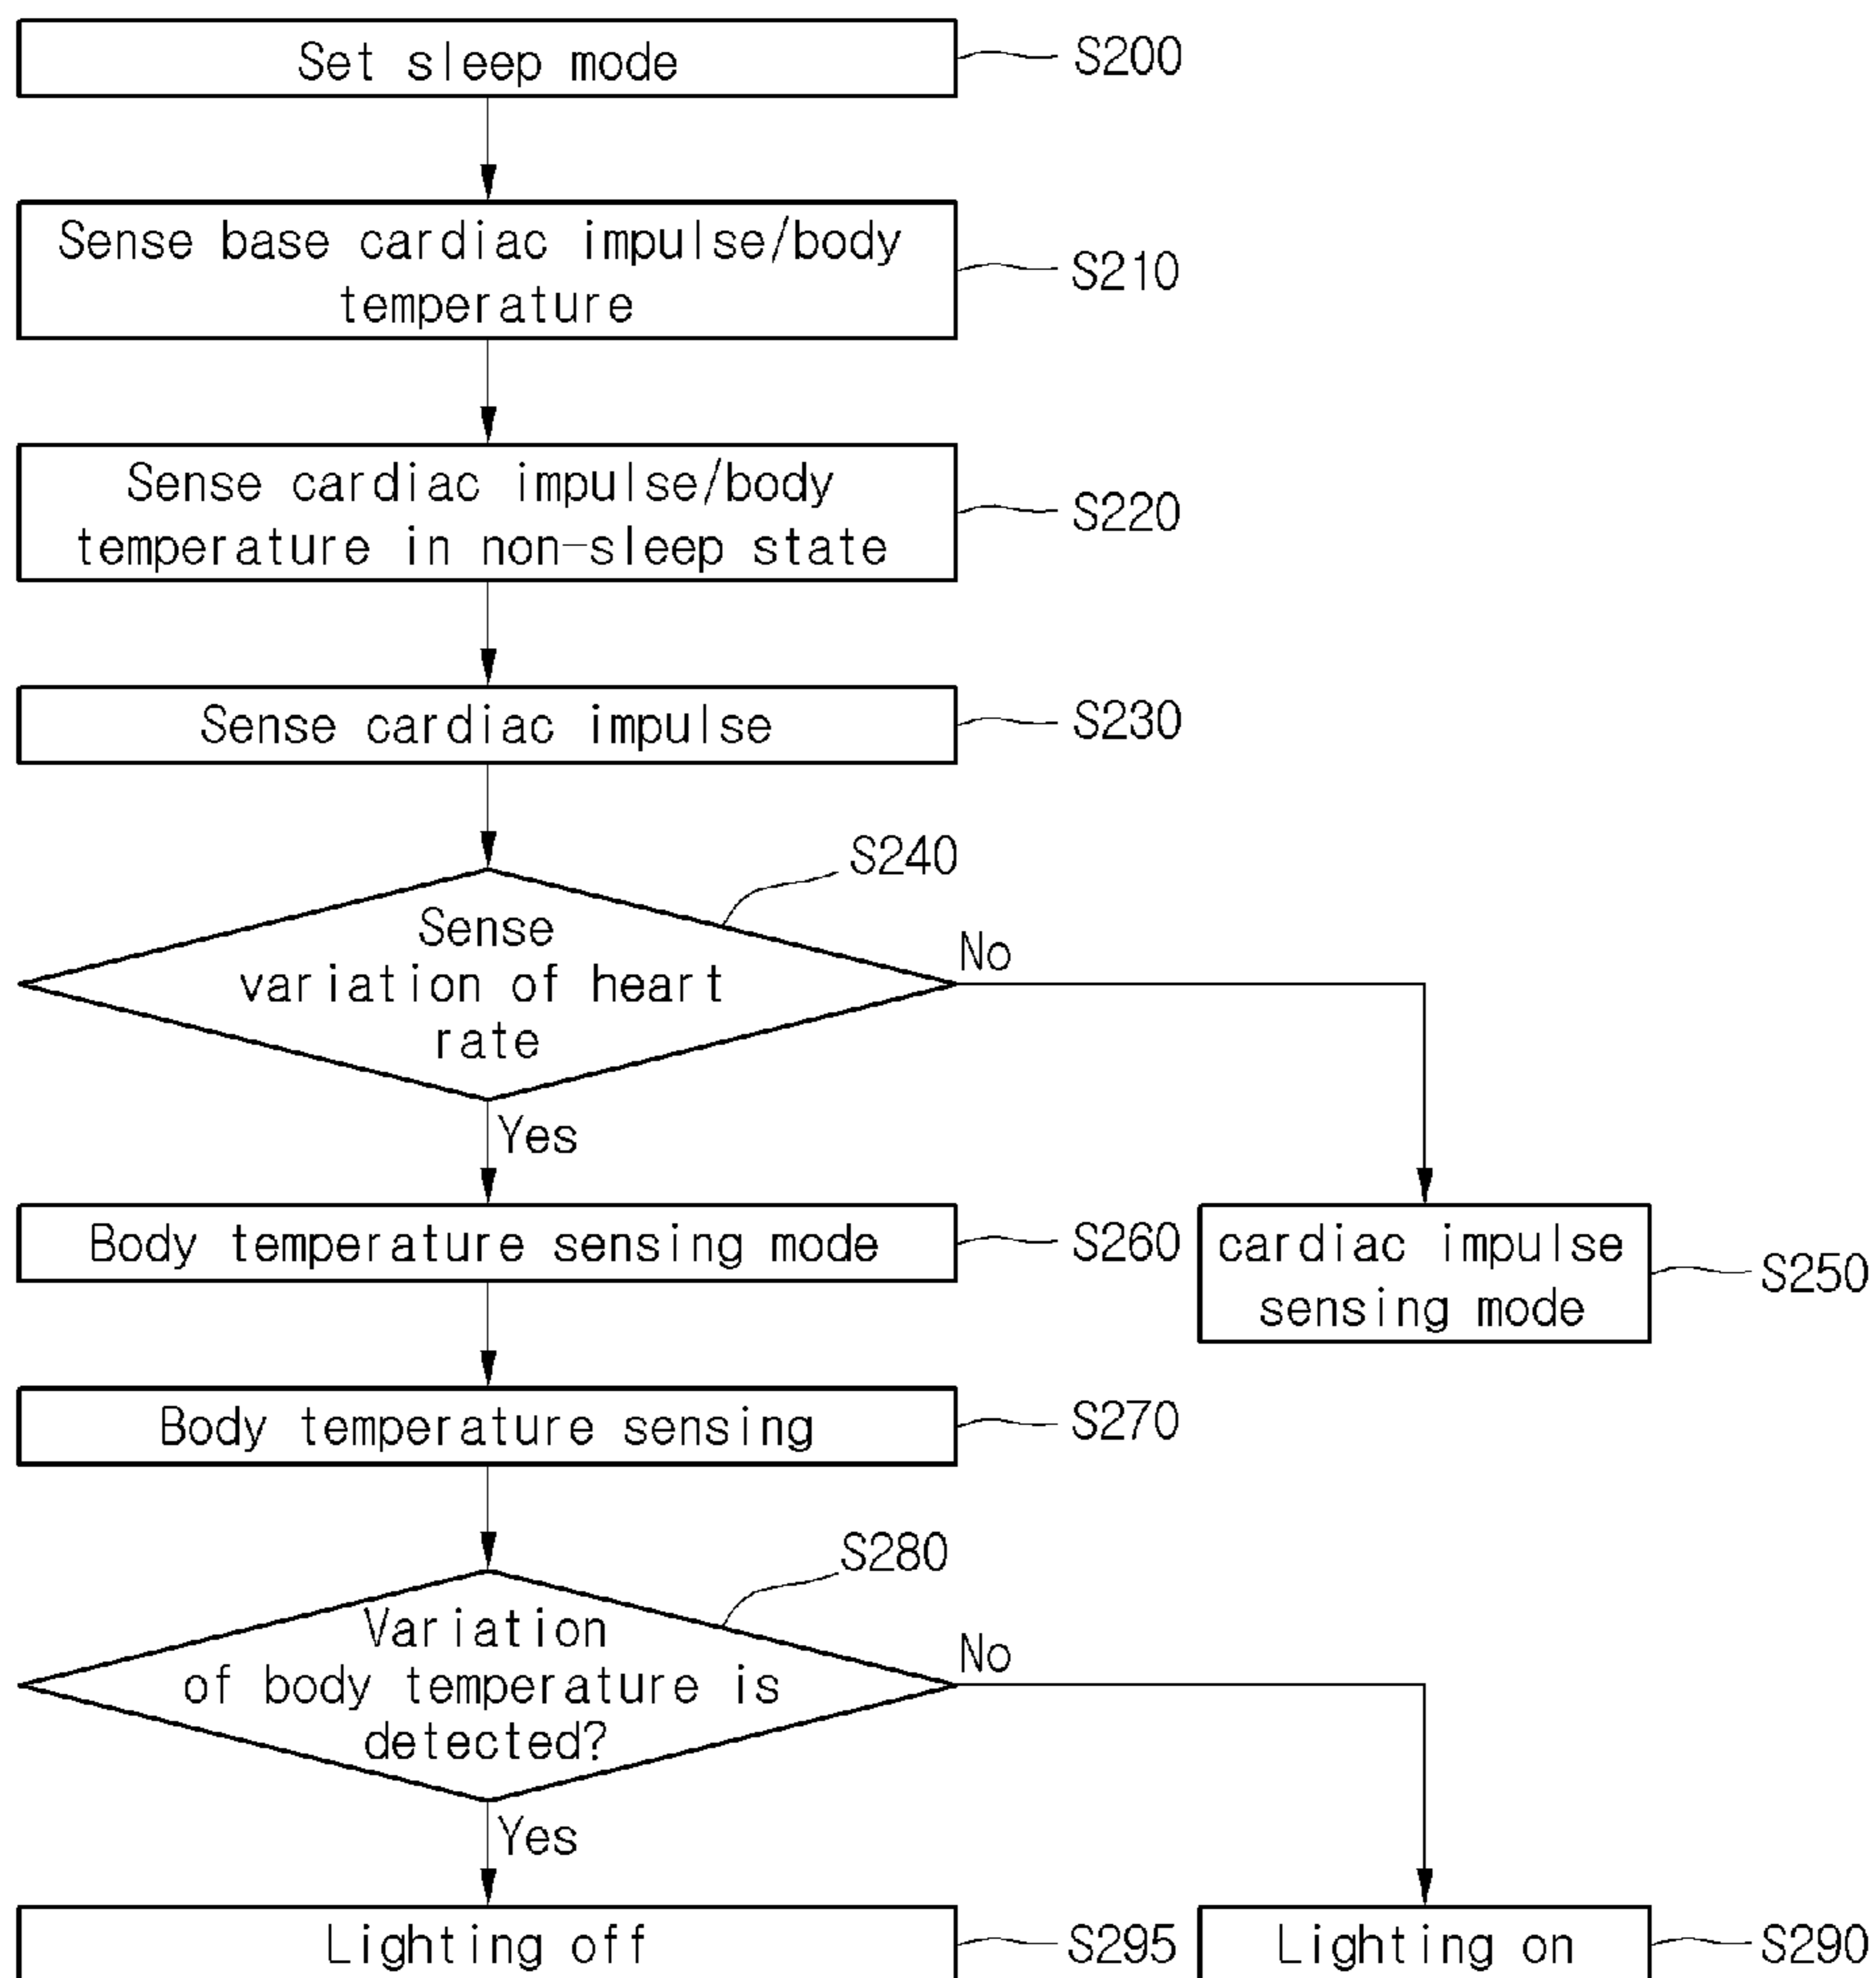 Set sleep mode
S200
Sense base cardiac impulse/body
temperature
S210
Sense cardiac impulse/body
temperature in non-sleep state
S220
Sense cardiac impulse
S230
S240
Sense
variation of heart
rate
No
Yes
Body temperature sensing mode
S260
cardiac impulse
sensing mode
S250
Body temperature sensing
S270
S280
Variation
of body temperature is
detected?
No
Yes
Lighting off
S295
Lighting on
S290